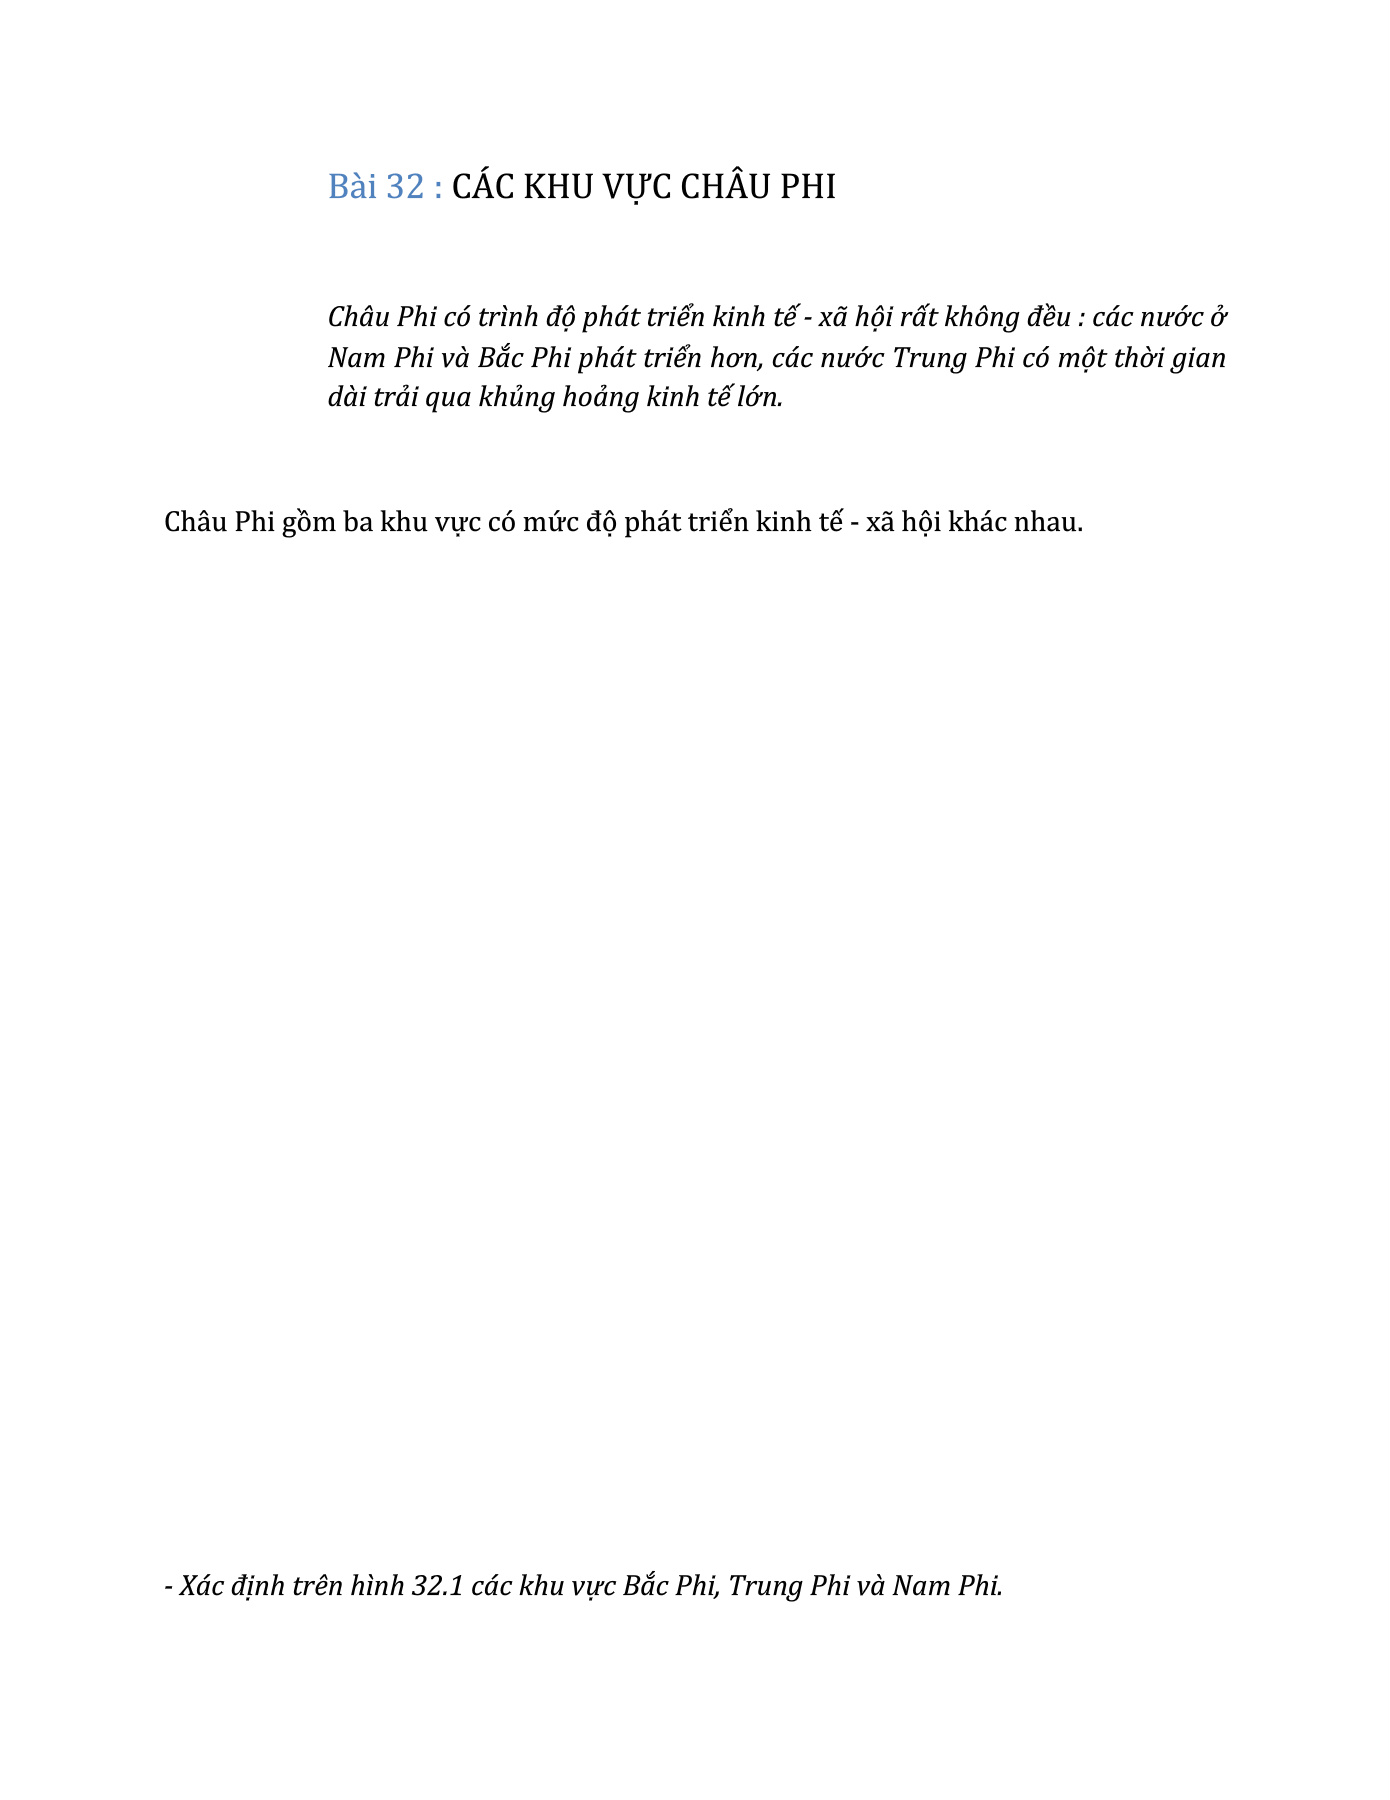 Bài 32 : CÁC KHU VỰC CHÂU PHI
Châu Phi có trình độ phát triển kinh tế - xã hội rất không đều : các nước ở
Nam Phi và Bắc Phi phát triển hơn, các nước Trung Phi có một thời gian
dài trải qua khủng hoảng kinh tế lớn.
Châu Phi gồm ba khu vực có mức độ phát triển kinh tế - xã hội khác nhau.
- Xác định trên hình 32.1 các khu vực Bắc Phi, Trung Phi và Nam Phi.